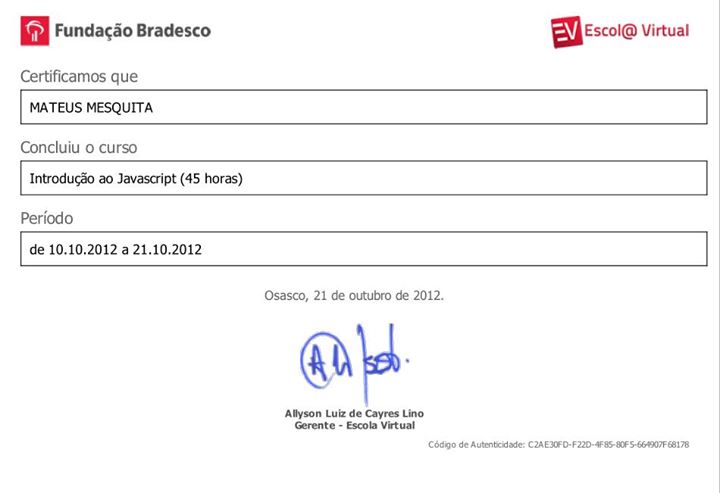 Fundação Bradesco
EV Escol@ Virtual
Certificamos que
MATEUS MESQUITA
Concluiu o curso
Introdução ao Javascript (45 horas)
Período
de 10.10.2012 a 21.10.2012
Osasco, 21 de outubro de 2012.
Allyson Luiz de Cayres Lino
Gerente - Escola Virtual
Código de Autenticidade: C2AE30FD-F22D-4F85-80F5-664907F68178